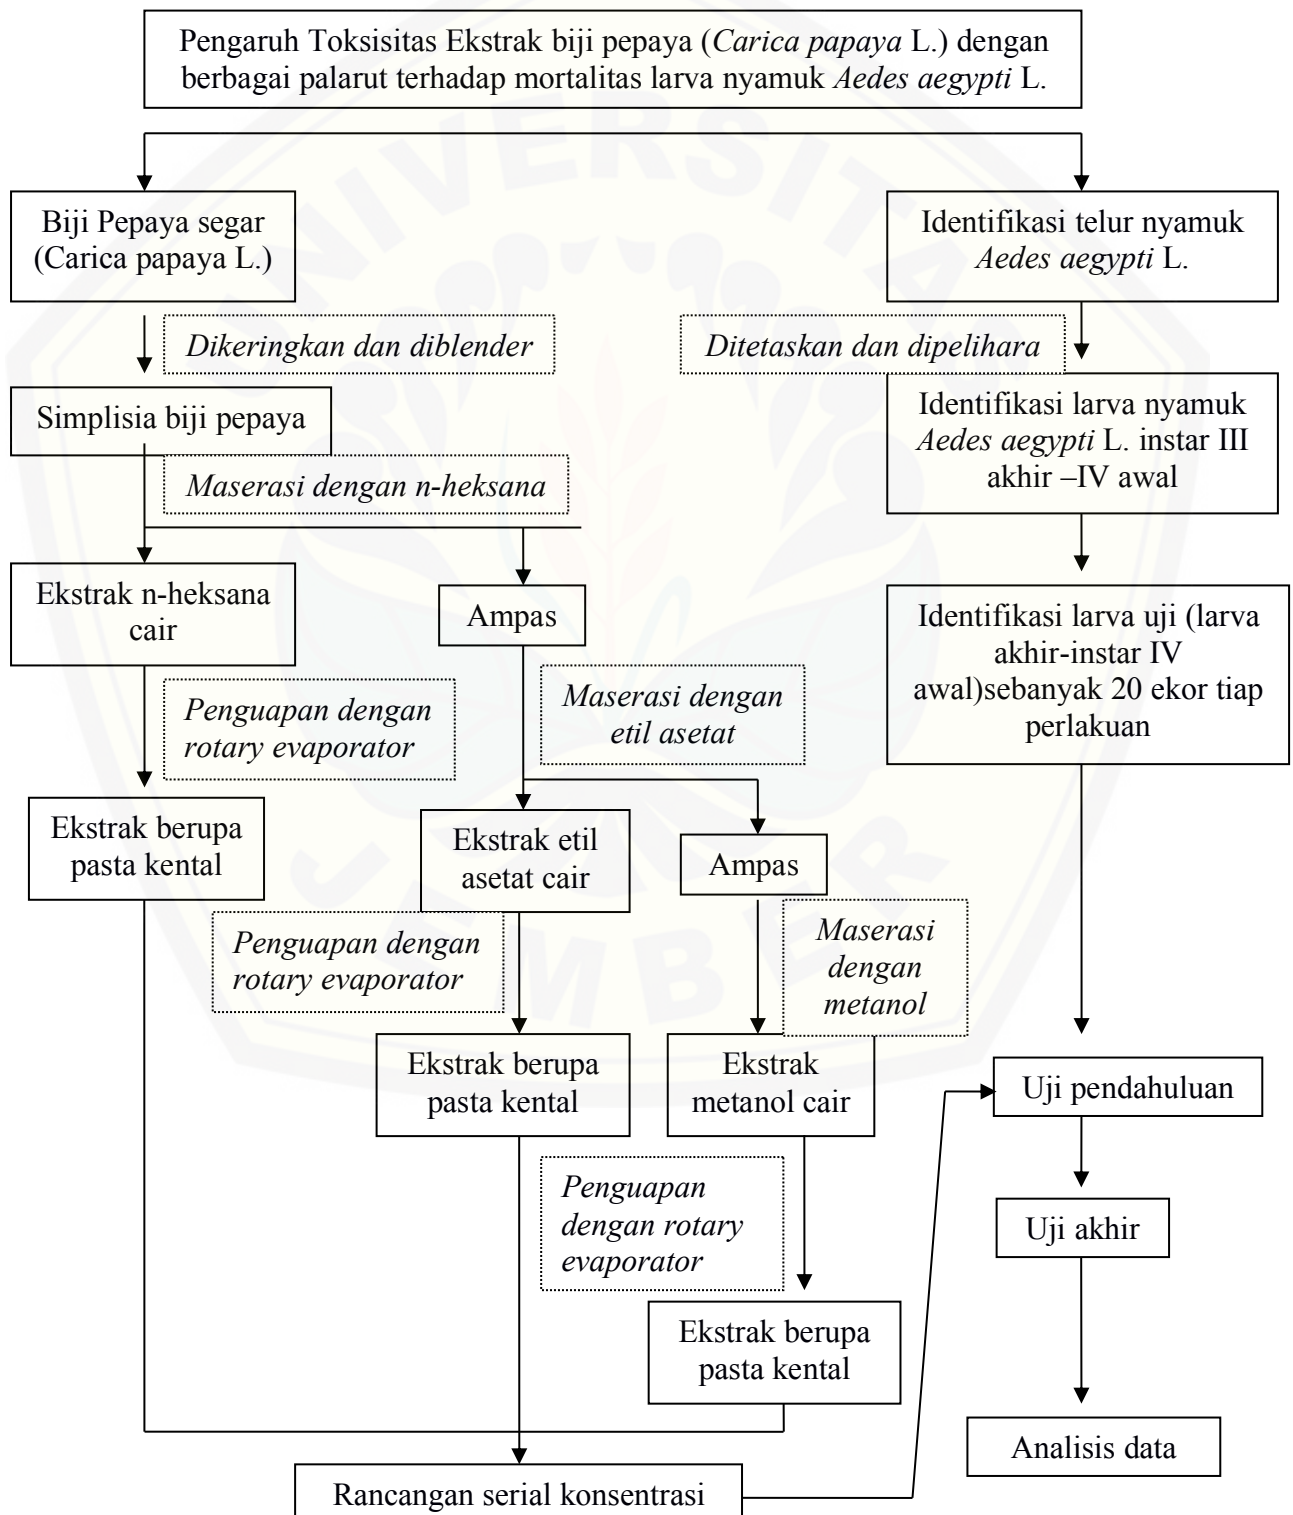 Pengaruh Toksisitas Ekstrak biji pepaya (Carica papaya L.) dengan
berbagai palarut terhadap mortalitas larva nyamuk Aedes aegypti L.
Biji Pepaya segar
(Carica papaya L.)
Identifikasi telur nyamuk
Aedes aegypti L.
Dikeringkan dan diblender
Ditetaskan dan dipelihara
Simplisia biji pepaya
Identifikasi larva nyamuk
Aedes aegypti L. instar III
akhir –IV awal
Maserasi dengan n-heksana
Ekstrak n-heksana
cair
Ampas
Identifikasi larva uji (larva
akhir-instar IV
awal)sebanyak 20 ekor tiap
perlakuan
Penguapan dengan
rotary evaporator
Maserasi dengan
etil asetat
Ekstrak berupa
pasta kental
Ekstrak etil
asetat cair
Ampas
Penguapan dengan
rotary evaporator
Maserasi
dengan
metanol
Ekstrak berupa
pasta kental
Ekstrak
metanol cair
Uji pendahuluan
Penguapan
dengan rotary
evaporator
Uji akhir
Ekstrak berupa
pasta kental
Analisis data
Rancangan serial konsentrasi
UNIVERSITAS
JEMBER